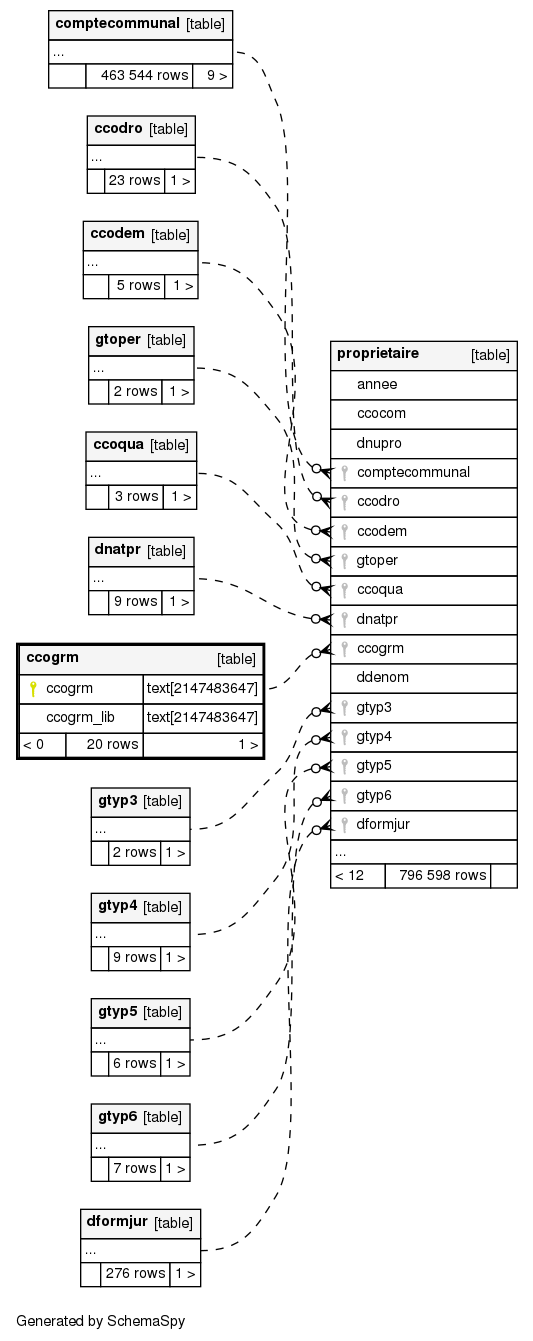 comptecommunal [table]
...
463 544 rows 9 >
ccodro [table]
...
23 rows 1 >
ccodem [table]
...
5 rows 1 >
gtoper [table]
...
2 rows 1 >
ccoqua [table]
...
3 rows 1 >
dnatpr [table]
...
9 rows 1 >
ccogrm [table]
ccogrm text[2147483647]
ccogrm_lib text[2147483647]
< 0 20 rows 1 >
gtyp3 [table]
...
2 rows 1 >
gtyp4 [table]
...
9 rows 1 >
gtyp5 [table]
...
6 rows 1 >
gtyp6 [table]
...
7 rows 1 >
dformjur [table]
...
276 rows 1 >
proprietaire [table]
annee
ccocom
dnupro
comptecommunal
ccodro
ccodem
gtoper
ccoqua
dnatpr
ccogrm
ddenom
gtyp3
gtyp4
gtyp5
gtyp6
dformjur
...
< 12 796 598 rows
Generated by SchemaSpy